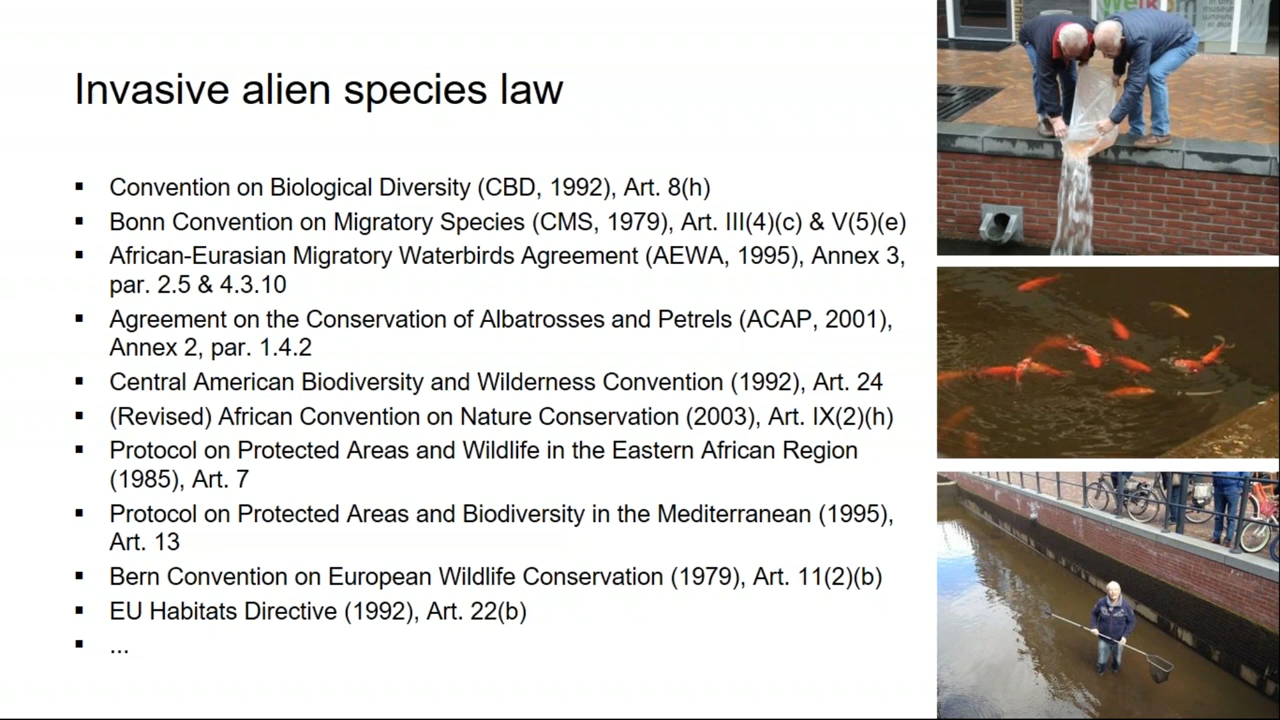 Invasive alien species law
▪ Convention on Biological Diversity (CBD, 1992), Art. 8(h)
▪ Bonn Convention on Migratory Species (CMS, 1979), Art. III(4)(c) & V(5)(e)
▪ African-Eurasian Migratory Waterbirds Agreement (AEWA, 1995), Annex 3,
par. 2.5 & 4.3.10
▪ Agreement on the Conservation of Albatrosses and Petrels (ACAP, 2001),
Annex 2, par. 1.4.2
▪ Central American Biodiversity and Wilderness Convention (1992), Art. 24
▪ (Revised) African Convention on Nature Conservation (2003), Art. IX(2)(h)
▪ Protocol on Protected Areas and Wildlife in the Eastern African Region
(1985), Art. 7
▪ Protocol on Protected Areas and Biodiversity in the Mediterranean (1995),
Art. 13
▪ Bern Convention on European Wildlife Conservation (1979), Art. 11(2)(b)
▪ EU Habitats Directive (1992), Art. 22(b)
▪ ...